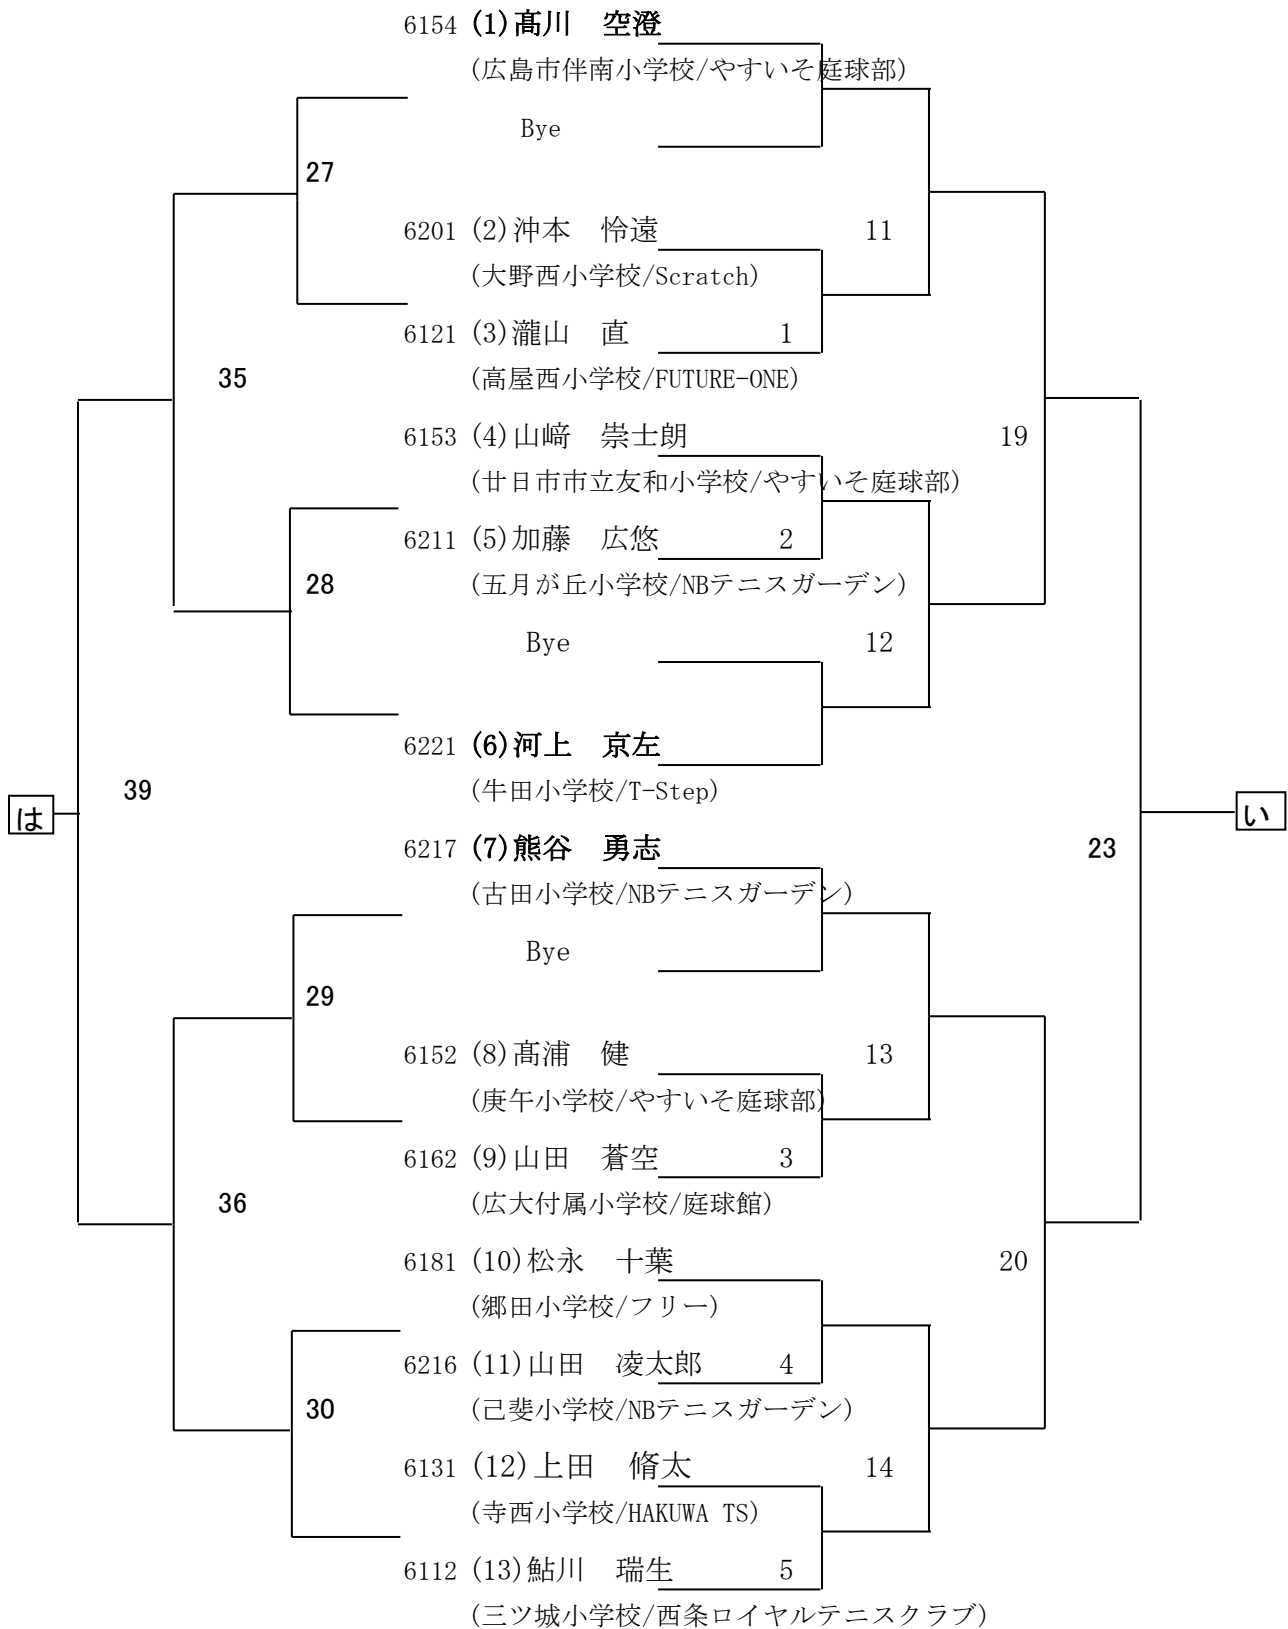 6154 (1)髙川　空澄
(広島市伴南小学校/やすいそ庭球部)
Bye
27
6201 (2)沖本　怜遠 11
(大野西小学校/Scratch)
6121 (3)瀧山　直 1
35 (高屋西小学校/FUTURE-ONE)
6153 (4)山﨑　崇士朗 19
(廿日市市立友和小学校/やすいそ庭球部)
6211 (5)加藤　広悠 2
28 (五月が丘小学校/NBテニスガーデン)
Bye 12
6221 (6)河上　京左
39 (牛田小学校/T-Step)
は い
6217 (7)熊谷　勇志 23
(古田小学校/NBテニスガーデン)
Bye
29
6152 (8)髙浦　健 13
(庚午小学校/やすいそ庭球部)
6162 (9)山田　蒼空 3
36 (広大付属小学校/庭球館)
6181 (10)松永　十葉 20
(郷田小学校/フリー)
6216 (11)山田　凌太郎 4
30 (己斐小学校/NBテニスガーデン)
6131 (12)上田　脩太 14
(寺西小学校/HAKUWA TS)
6112 (13)鮎川　瑞生 5
(三ツ城小学校/西条ロイヤルテニスクラブ)